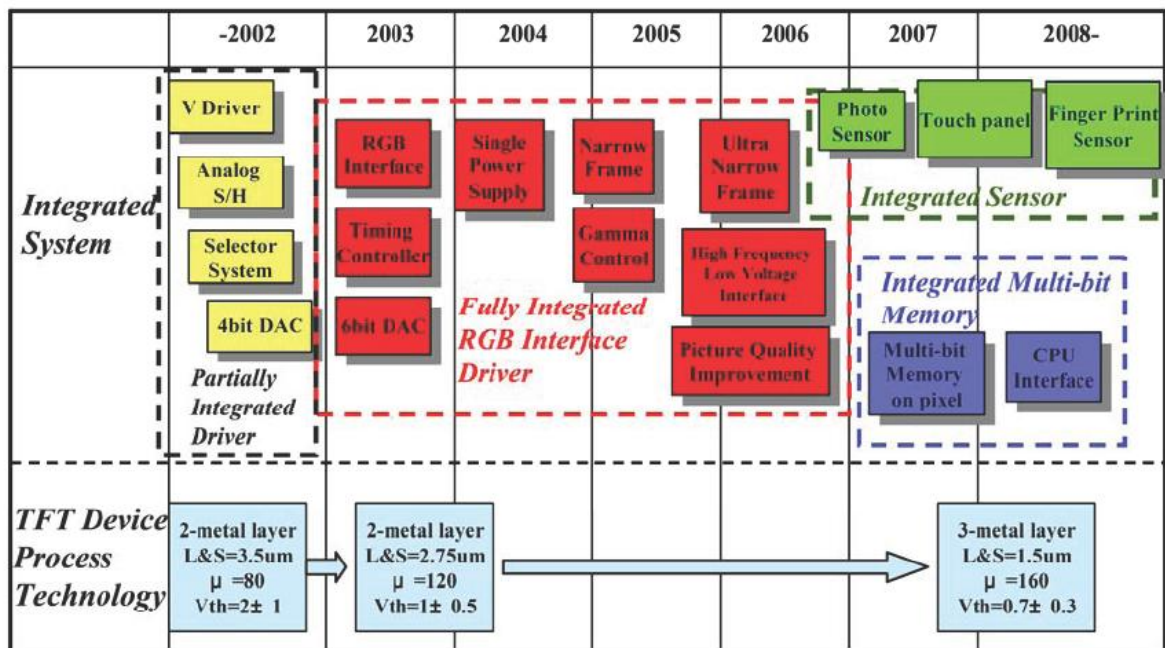 -2002
2003
2004
2005
2006
2007
2008-
Integrated
System
V Driver
Analog
S/H
Selector
System
4bit DAC
Partially
Integrated
Driver
RGB
Interface
Timing
Controller
6bit DAC
Single
Power
Supply
Narrow
Frame
Gamma
Control
Ultra
Narrow
Frame
High Frequency
Low Voltage
Interface
Picture Quality
Improvement
Fully Integrated
RGB Interface
Driver
Photo
Sensor
Touch panel
Finger Print
Sensor
Integrated Sensor
Integrated Multi-bit
Memory
Multi-bit
Memory
on pixel
CPU
Interface
TFT Device
Process
Technology
2-metal layer
L&S=3.5um
μ =80
Vth=2± 1
2-metal layer
L&S=2.75um
μ =120
Vth=1± 0.5
3-metal layer
L&S=1.5um
μ =160
Vth=0.7± 0.3